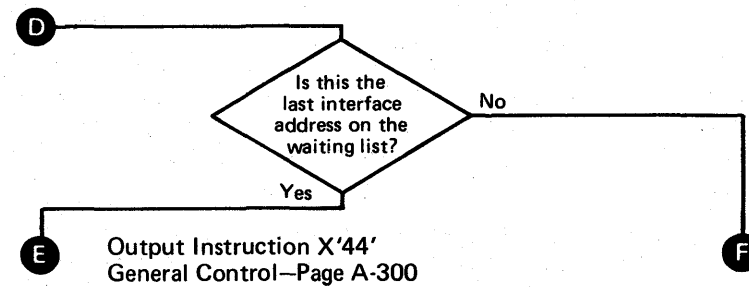 D
Is this the
last interface
address on the
waiting list?
No
Yes
E
Output Instruction X'44'
General Control—Page A-300
F